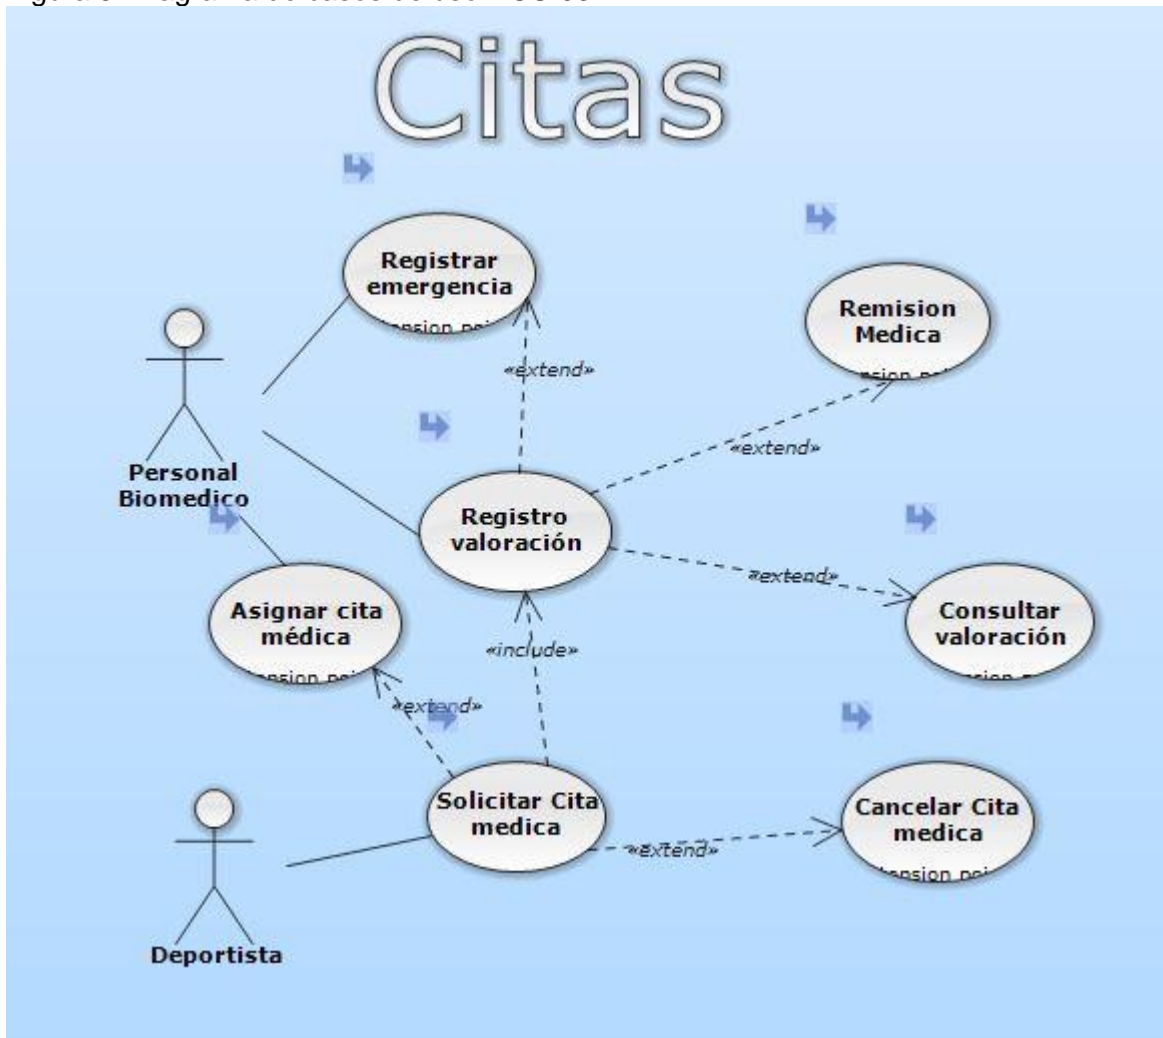 Citas
Registrar
emergencia
Remision
Medica
«extend»
«extend»
Personal
Biomedico
Registro
valoración
«extend»
Asignar cita
médica
Consultar
valoración
«include»
«extend»
Solicitar Cita
medica
Cancelar Cita
medica
«extend»
Deportista